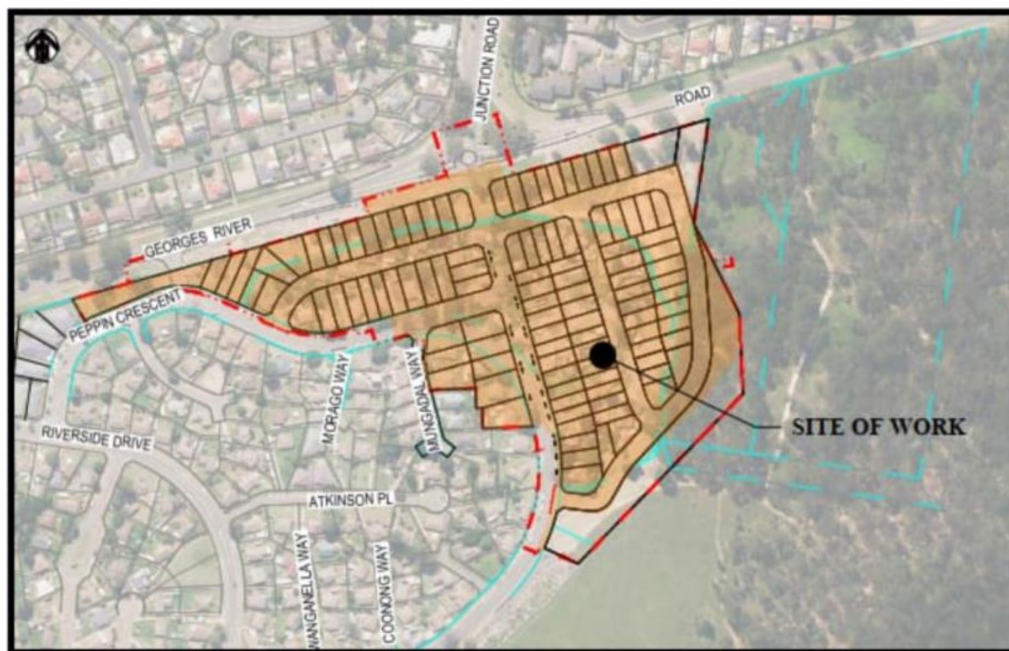 JUNCTION ROAD
ROAD
GEORGES RIVER
PEPPIN CRESCENT
MORAGO WAY
MUNGADAL WAY
SITE OF WORK
RIVERSIDE DRIVE
ATKINSON PL
WANGANELLA WAY
COONONG WAY